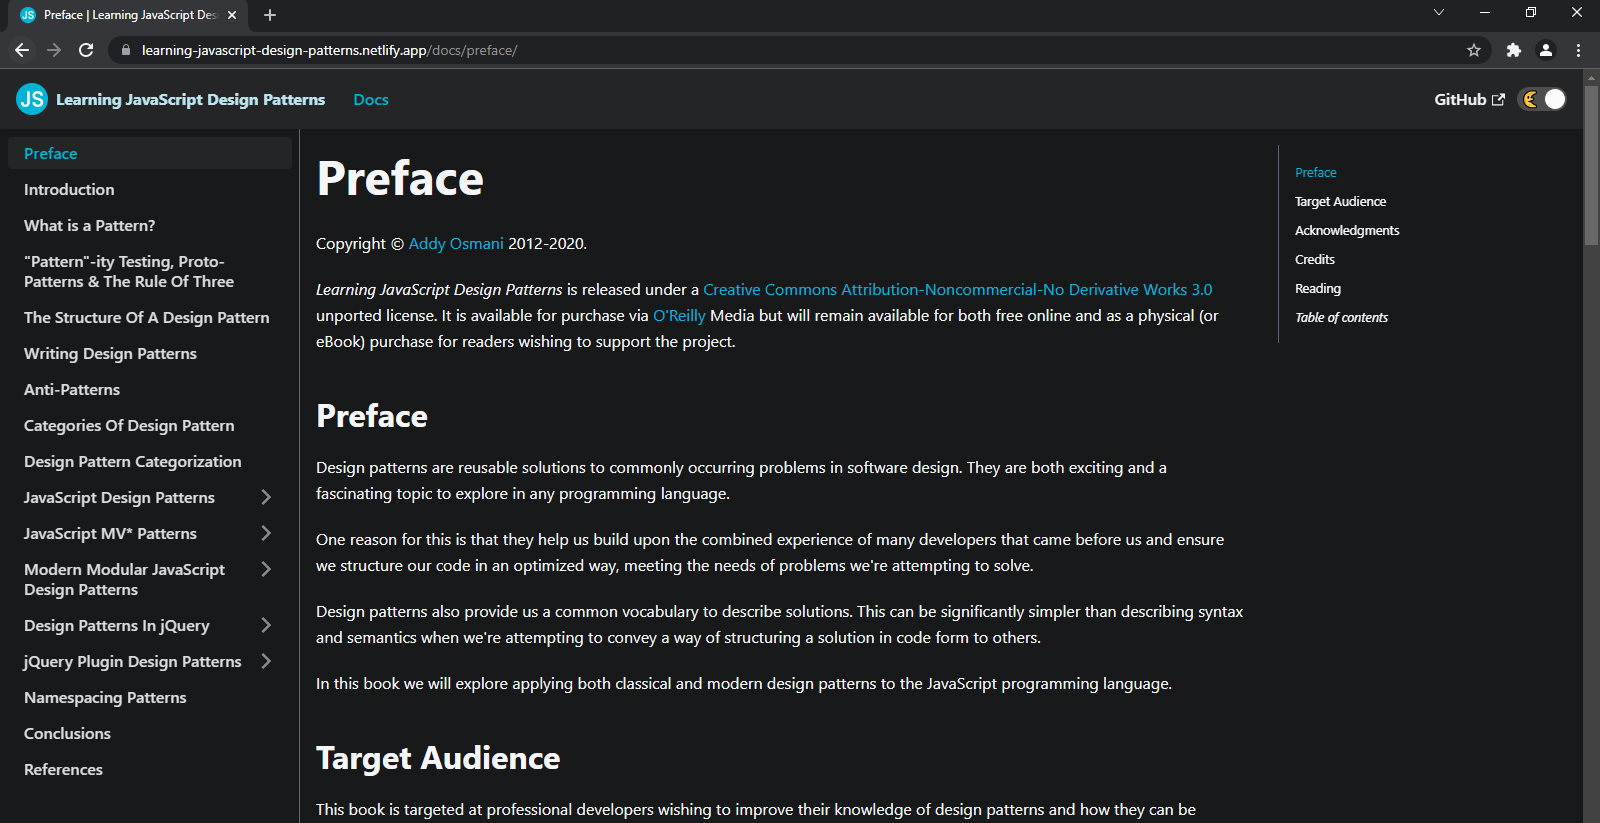 Preface | Learning JavaScript Des
learning-javascript-design-patterns.netlify.app/docs/preface/
JS Learning JavaScript Design Patterns Docs GitHub
Preface
Introduction
What is a Pattern?
"Pattern"-ity Testing, Proto-
Patterns & The Rule Of Three
The Structure Of A Design Pattern
Writing Design Patterns
Anti-Patterns
Categories Of Design Pattern
Design Pattern Categorization
JavaScript Design Patterns
JavaScript MV* Patterns
Modern Modular JavaScript
Design Patterns
Design Patterns In jQuery
jQuery Plugin Design Patterns
Namespacing Patterns
Conclusions
References
Preface
Copyright © Addy Osmani 2012-2020.
Learning JavaScript Design Patterns is released under a Creative Commons Attribution-Noncommercial-No Derivative Works 3.0
unported license. It is available for purchase via O'Reilly Media but will remain available for both free online and as a physical (or
eBook) purchase for readers wishing to support the project.
Preface
Design patterns are reusable solutions to commonly occurring problems in software design. They are both exciting and a
fascinating topic to explore in any programming language.
One reason for this is that they help us build upon the combined experience of many developers that came before us and ensure
we structure our code in an optimized way, meeting the needs of problems we're attempting to solve.
Design patterns also provide us a common vocabulary to describe solutions. This can be significantly simpler than describing syntax
and semantics when we're attempting to convey a way of structuring a solution in code form to others.
In this book we will explore applying both classical and modern design patterns to the JavaScript programming language.
Target Audience
This book is targeted at professional developers wishing to improve their knowledge of design patterns and how they can be
Preface
Target Audience
Acknowledgments
Credits
Reading
Table of contents